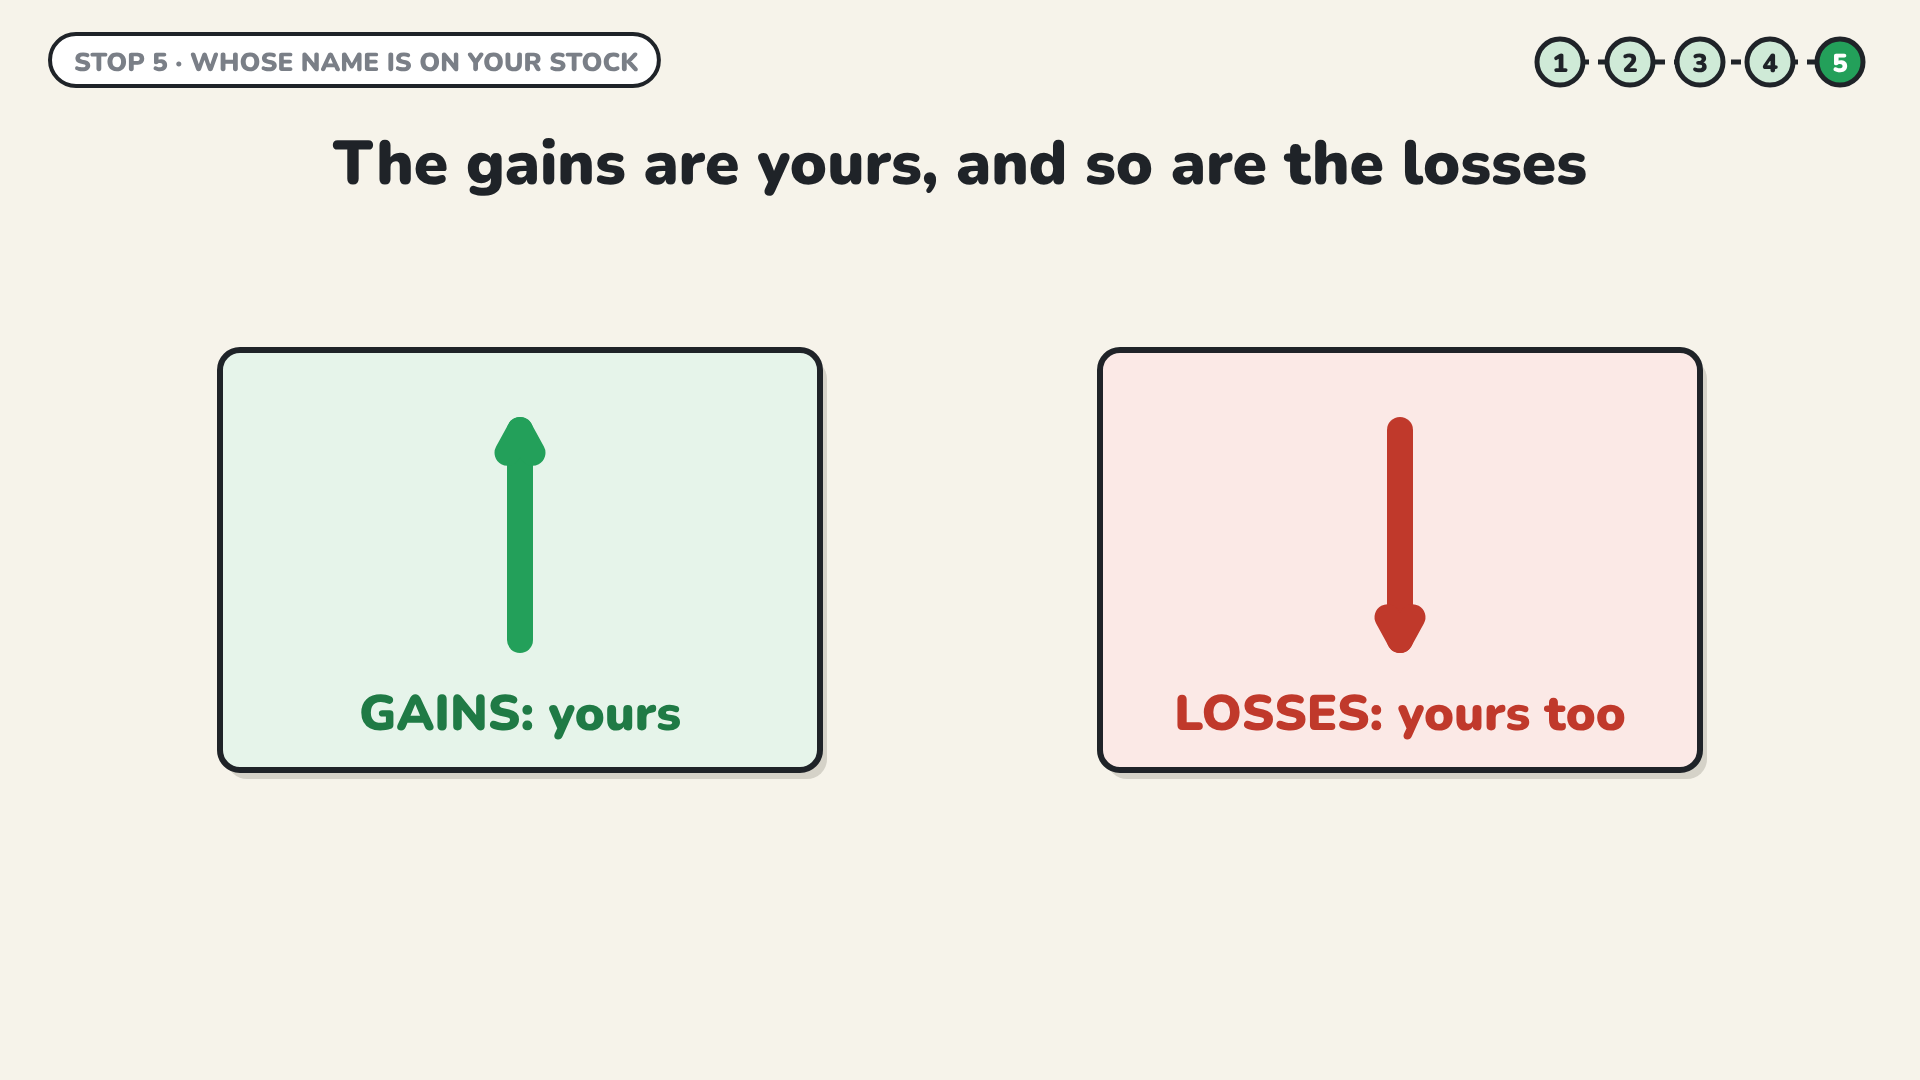 STOP 5 · WHOSE NAME IS ON YOUR STOCK
1 2 3 4 5
The gains are yours, and so are the losses
GAINS: yours
LOSSES: yours too